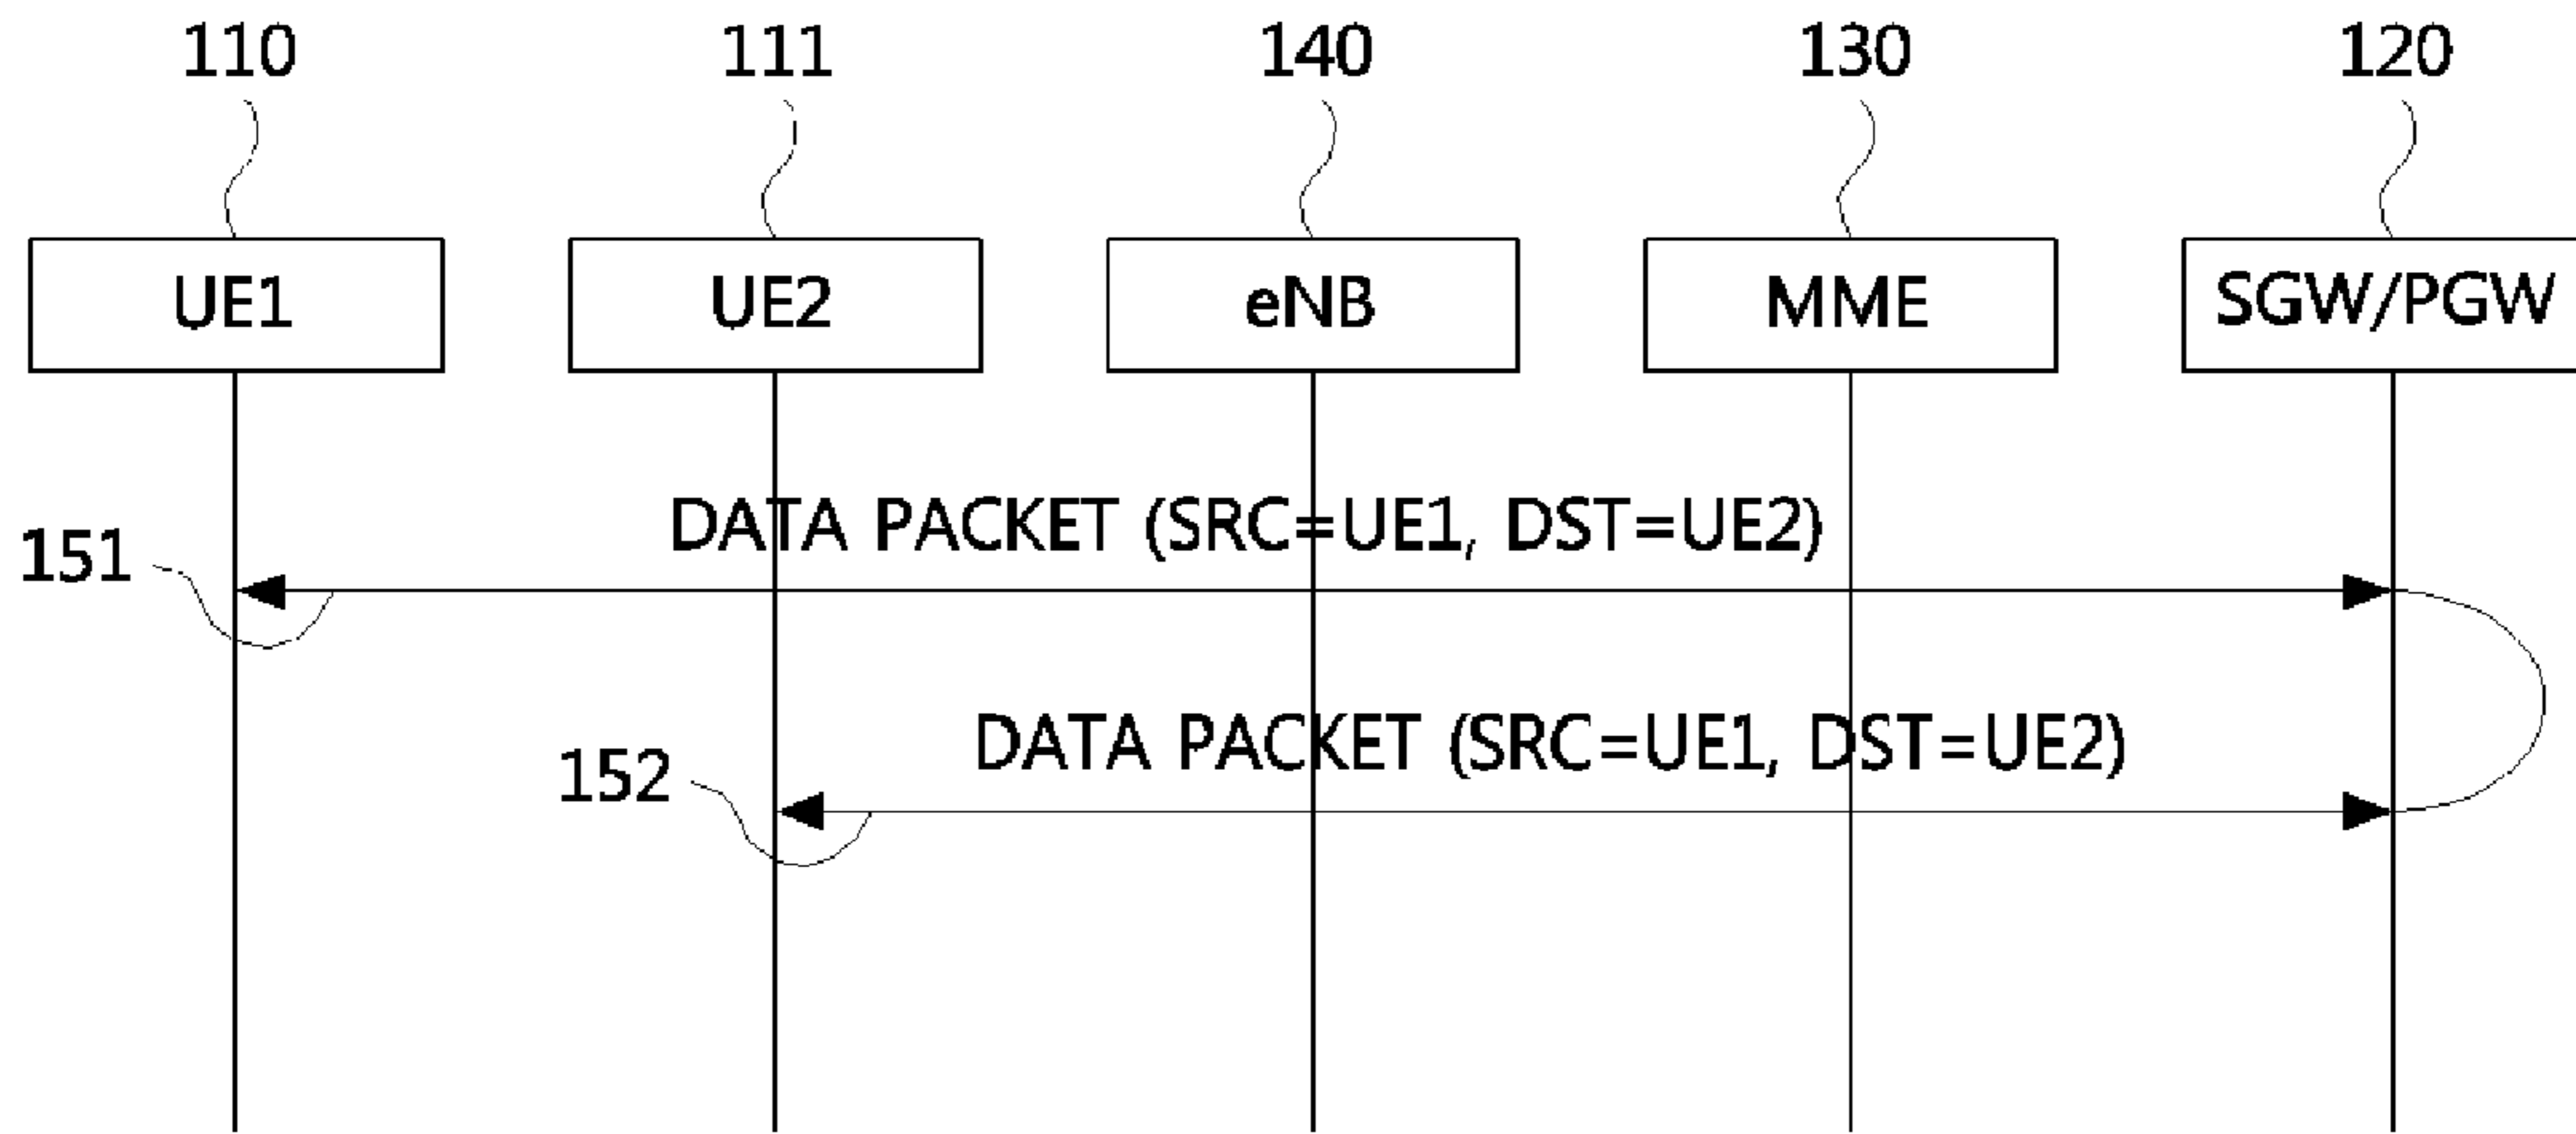 110 111 140 130 120
UE1 UE2 eNB MME SGW/PGW
DATA PACKET (SRC=UE1, DST=UE2)
151
DATA PACKET (SRC=UE1, DST=UE2)
152